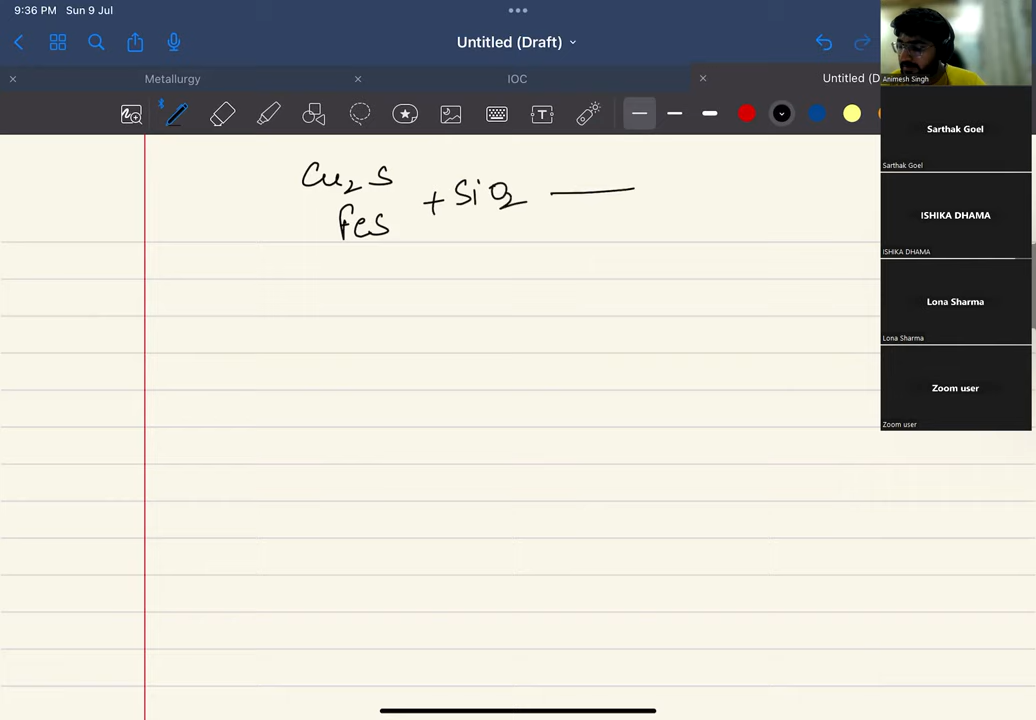 9:36 PM Sun 9 Jul
Untitled (Draft)
Metallurgy
IOC
Untitled (D
Animesh Singh
Cu2S
+ SiO2
FeS
Sarthak Goel
Sarthak Goel
ISHIKA DHAMA
ISHIKA DHAMA
Lona Sharma
Lona Sharma
Zoom user
Zoom user